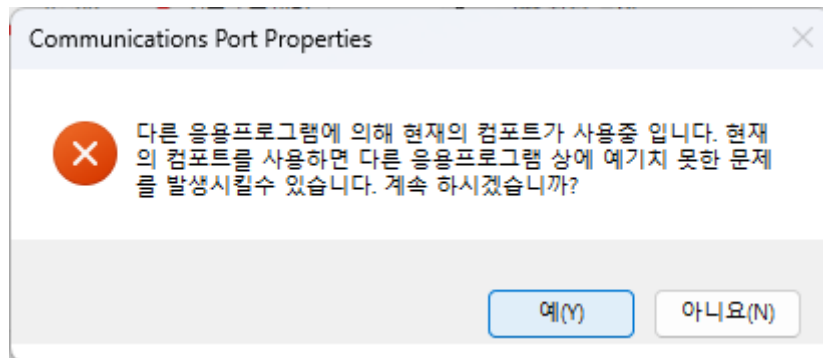 Communications Port Properties
다른 응용프로그램에 의해 현재의 컴포트가 사용중 입니다. 현재
의 컴포트를 사용하면 다른 응용프로그램 상에 예기치 못한 문제
를 발생시킬수 있습니다. 계속 하시겠습니까?
예(Y)
아니요(N)